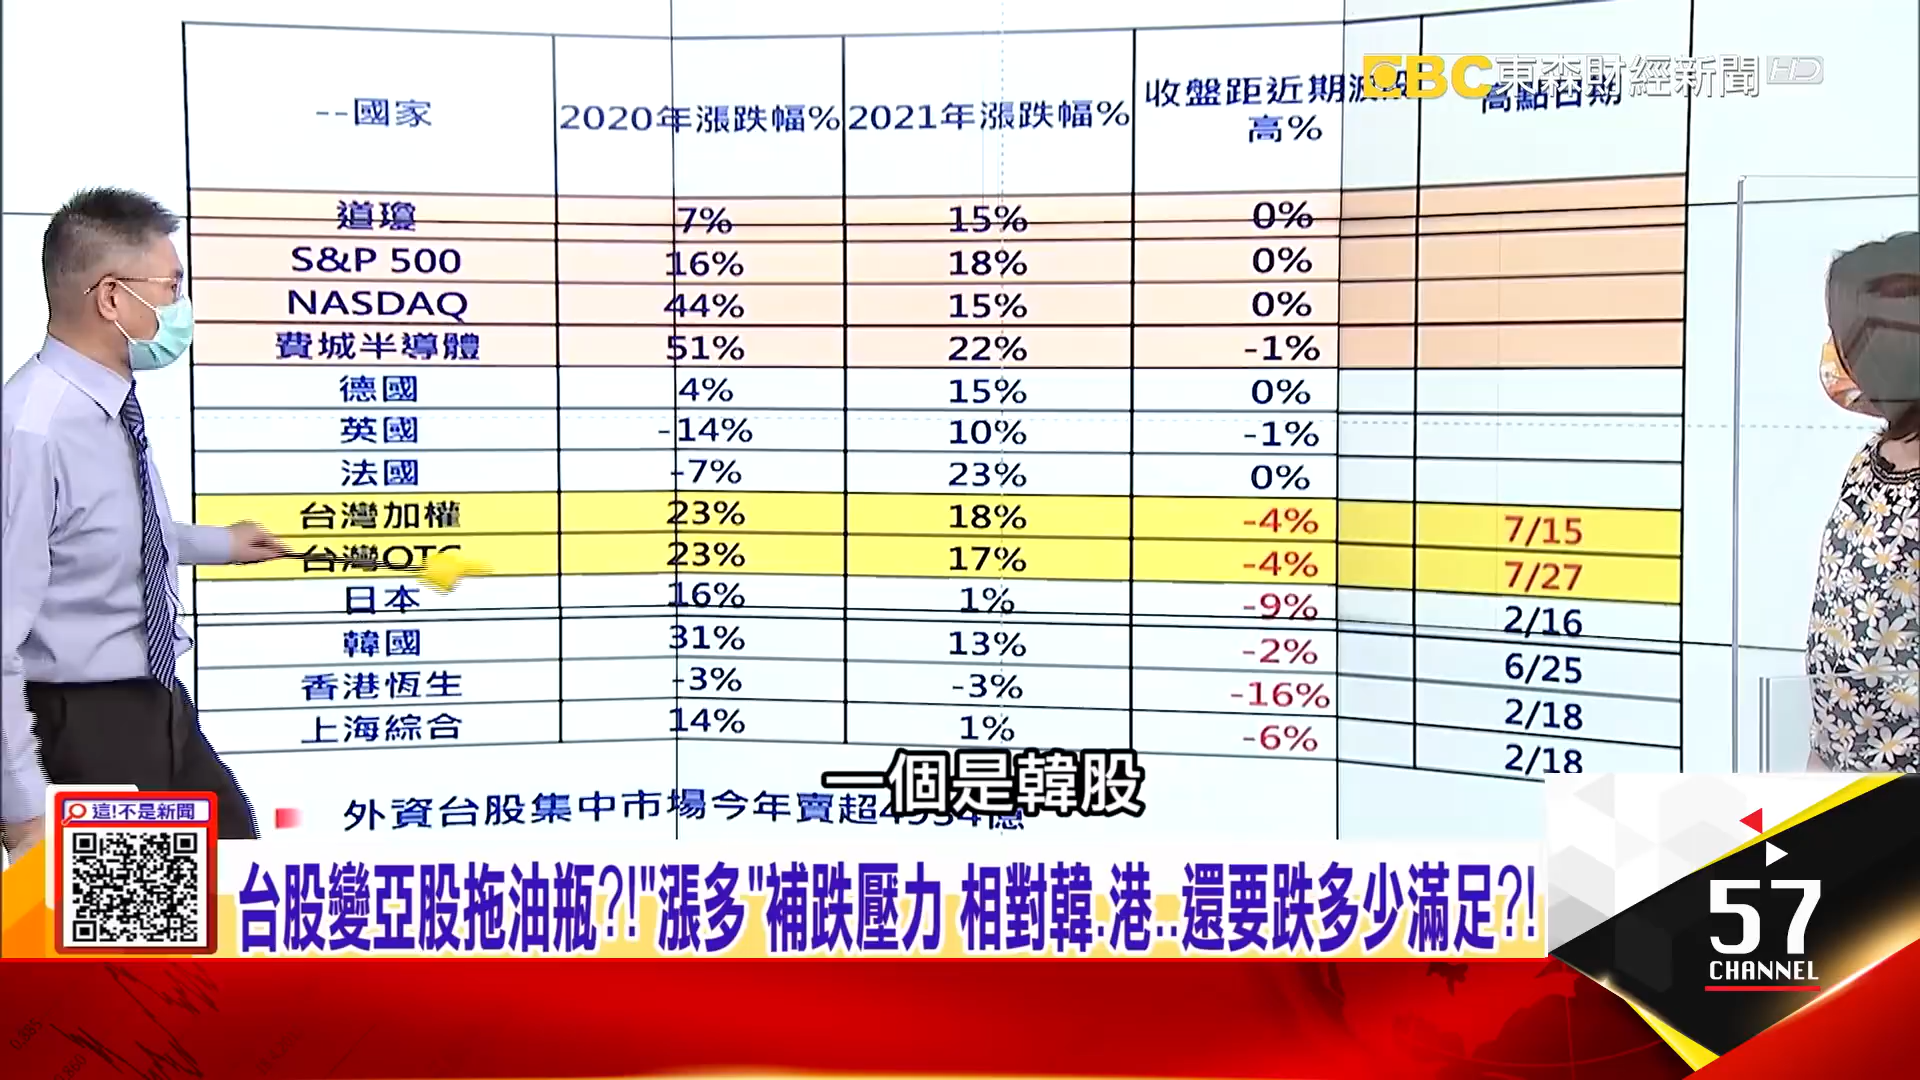 EBC東森財經新聞HD
--國家 2020年漲跌幅% 2021年漲跌幅% 收盤距近期 高% 高點日期
道瓊 7% 15% 0%
S&P 500 16% 18% 0%
NASDAQ 44% 15% 0%
費城半導體 51% 22% -1%
德國 4% 15% 0%
英國 -14% 10% -1%
法國 -7% 23% 0%
台灣加權 23% 18% -4% 7/15
台灣OTC 23% 17% -4% 7/27
日本 16% 1% -9% 2/16
韓國 31% 13% -2% 6/25
香港恆生 -3% -3% -16% 2/18
上海綜合 14% 1% -6% 2/18
外資台股集中市場今年賣超
一個是韓股
這!不是新聞
台股變亞股拖油瓶?!"漲多"補跌壓力 相對韓.港..還要跌多少滿足?!
57
CHANNEL